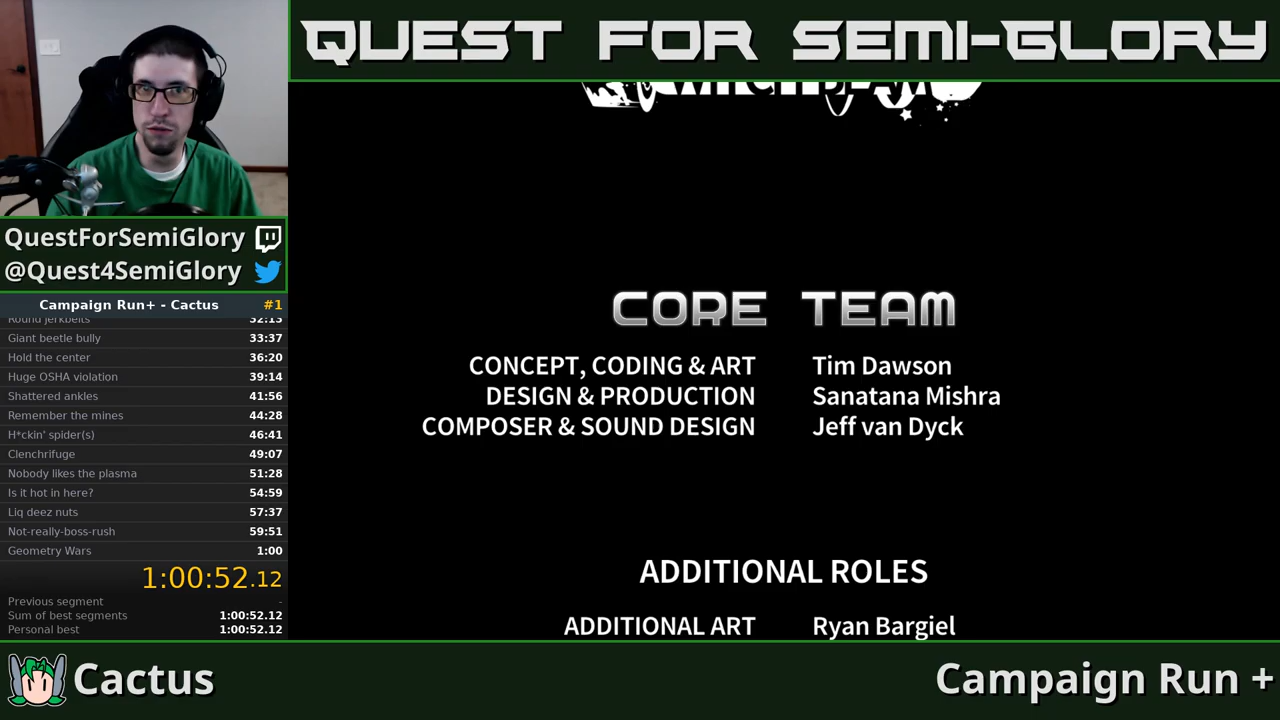 QUEST FOR SEMI-GLORY
QuestForSemiGlory
@Quest4SemiGlory
Campaign Run+ - Cactus #1
Round jerkbelts 32:13
Giant beetle bully 33:37
Hold the center 36:20
Huge OSHA violation 39:14
Shattered ankles 41:56
Remember the mines 44:28
H*ckin' spider(s) 46:41
Clenchrifuge 49:07
Nobody likes the plasma 51:28
Is it hot in here? 54:59
Liq deez nuts 57:37
Not-really-boss-rush 59:51
Geometry Wars 1:00
1:00:52.12
Previous segment -
Sum of best segments 1:00:52.12
Personal best 1:00:52.12
CORE TEAM
CONCEPT, CODING & ART Tim Dawson
DESIGN & PRODUCTION Sanatana Mishra
COMPOSER & SOUND DESIGN Jeff van Dyck
ADDITIONAL ROLES
ADDITIONAL ART Ryan Bargiel
Cactus
Campaign Run +